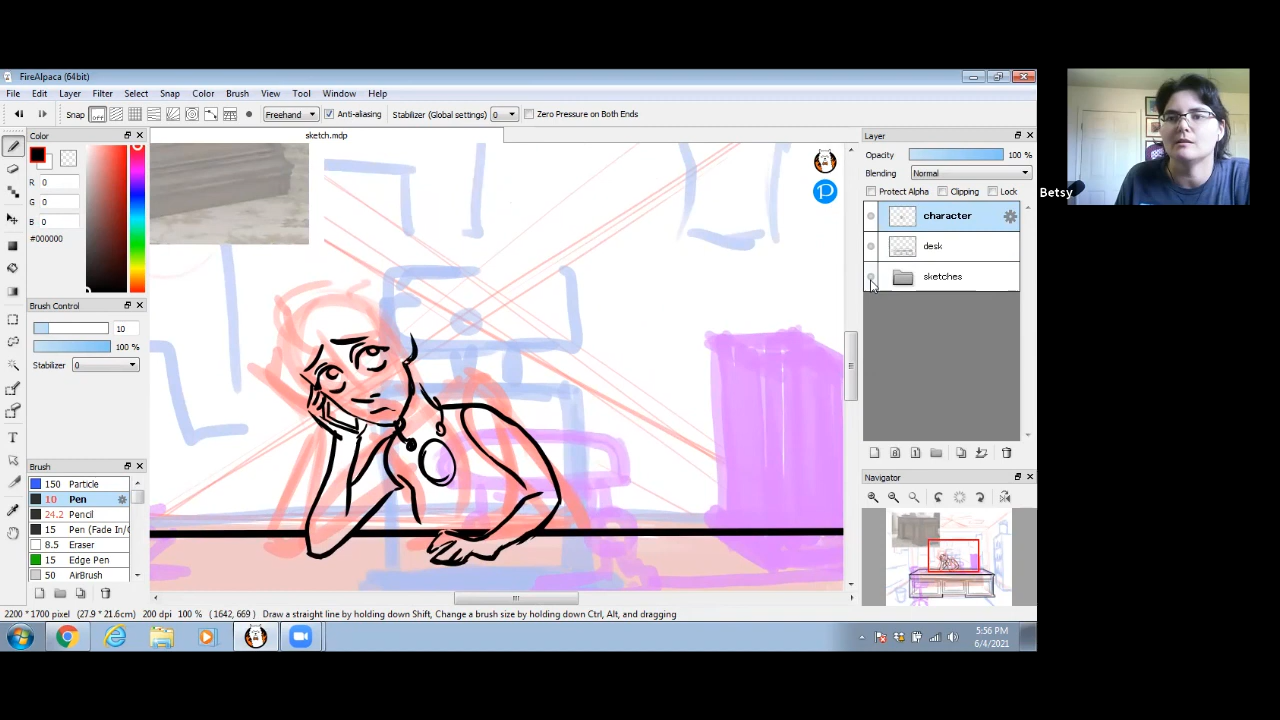 FireAlpaca (64bit)
File Edit Layer Filter Select Snap Color Brush View Tool Window Help
Snap OFF Freehand Anti-aliasing Stabilizer (Global settings) 0 Zero Pressure on Both Ends
Color
R 0
G 0
B 0
#000000
Brush Control
10
100 %
Stabilizer 0
Brush
150 Particle
10 Pen
24.2 Pencil
15 Pen (Fade In/O
8.5 Eraser
15 Edge Pen
50 AirBrush
sketch.mdp
P
Layer
Opacity 100 %
Blending Normal
Protect Alpha Clipping Lock
character
desk
sketches
Navigator
2200 * 1700 pixel (27.9 * 21.6cm) 200 dpi 100 % (1642, 669) Draw a straight line by holding down Shift, Change a brush size by holding down Ctrl, Alt, and dragging
5:56 PM
6/4/2021
Betsy